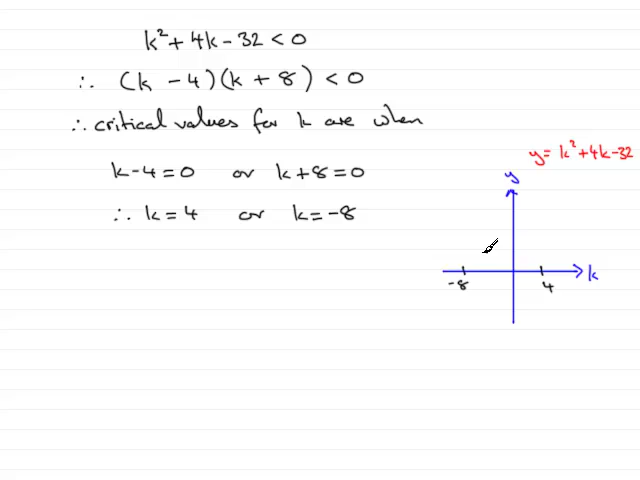 k² + 4k - 32 < 0
∴ (k - 4)(k + 8) < 0
∴ critical values for k are when
k - 4 = 0 or k + 8 = 0
∴ k = 4 or k = -8
y = k² + 4k - 32
y
k
-8
4